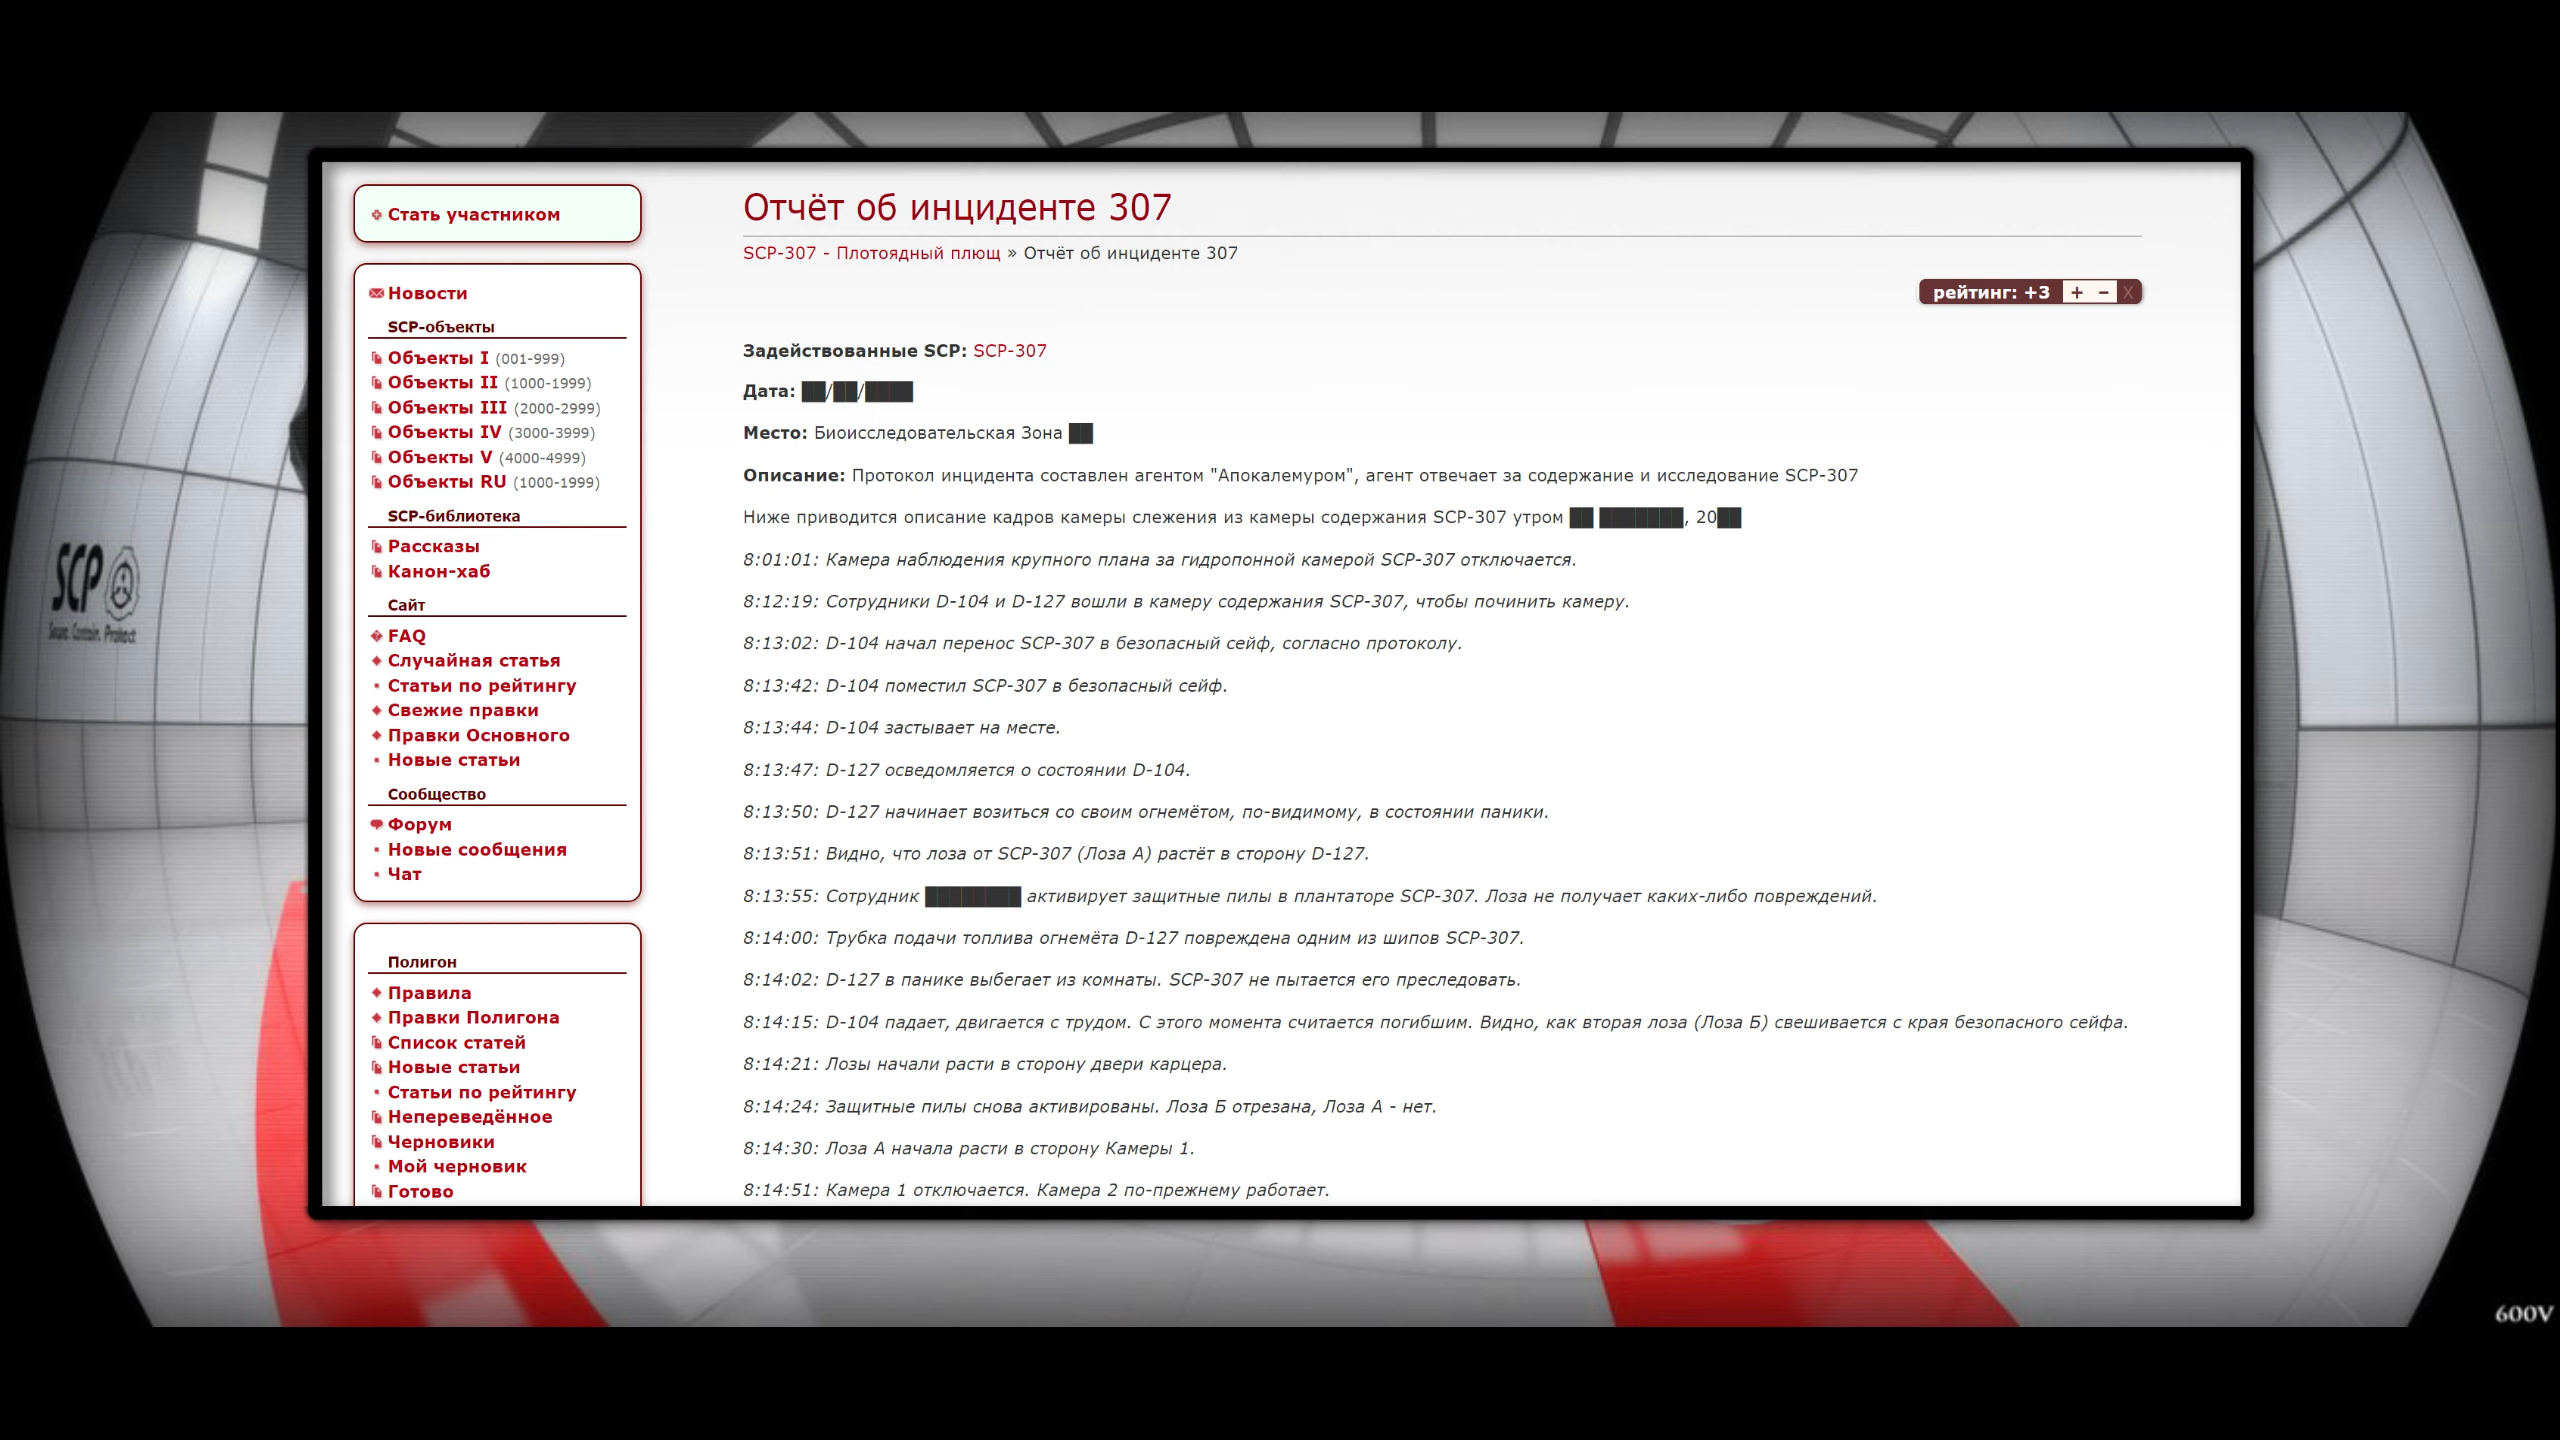 Стать участником
Новости
SCP-объекты
Объекты I (001-999)
Объекты II (1000-1999)
Объекты III (2000-2999)
Объекты IV (3000-3999)
Объекты V (4000-4999)
Объекты RU (1000-1999)
SCP-библиотека
Рассказы
Канон-хаб
Сайт
FAQ
Случайная статья
Статьи по рейтингу
Свежие правки
Правки Основного
Новые статьи
Сообщество
Форум
Новые сообщения
Чат
Полигон
Правила
Правки Полигона
Список статей
Новые статьи
Статьи по рейтингу
Непереведённое
Черновики
Мой черновик
Готово
Отчёт об инциденте 307
SCP-307 - Плотоядный плющ » Отчёт об инциденте 307
рейтинг: +3 + – X
Задействованные SCP: SCP-307
Дата: ██/██/████
Место: Биоисследовательская Зона ██
Описание: Протокол инцидента составлен агентом "Апокалемуром", агент отвечает за содержание и исследование SCP-307
Ниже приводится описание кадров камеры слежения из камеры содержания SCP-307 утром ██ ███████, 20██
8:01:01: Камера наблюдения крупного плана за гидропонной камерой SCP-307 отключается.
8:12:19: Сотрудники D-104 и D-127 вошли в камеру содержания SCP-307, чтобы починить камеру.
8:13:02: D-104 начал перенос SCP-307 в безопасный сейф, согласно протоколу.
8:13:42: D-104 поместил SCP-307 в безопасный сейф.
8:13:44: D-104 застывает на месте.
8:13:47: D-127 осведомляется о состоянии D-104.
8:13:50: D-127 начинает возиться со своим огнемётом, по-видимому, в состоянии паники.
8:13:51: Видно, что лоза от SCP-307 (Лоза А) растёт в сторону D-127.
8:13:55: Сотрудник ████████ активирует защитные пилы в плантаторе SCP-307. Лоза не получает каких-либо повреждений.
8:14:00: Трубка подачи топлива огнемёта D-127 повреждена одним из шипов SCP-307.
8:14:02: D-127 в панике выбегает из комнаты. SCP-307 не пытается его преследовать.
8:14:15: D-104 падает, двигается с трудом. С этого момента считается погибшим. Видно, как вторая лоза (Лоза Б) свешивается с края безопасного сейфа.
8:14:21: Лозы начали расти в сторону двери карцера.
8:14:24: Защитные пилы снова активированы. Лоза Б отрезана, Лоза А - нет.
8:14:30: Лоза А начала расти в сторону Камеры 1.
8:14:51: Камера 1 отключается. Камера 2 по-прежнему работает.
SCP
Secure. Contain. Protect
600V